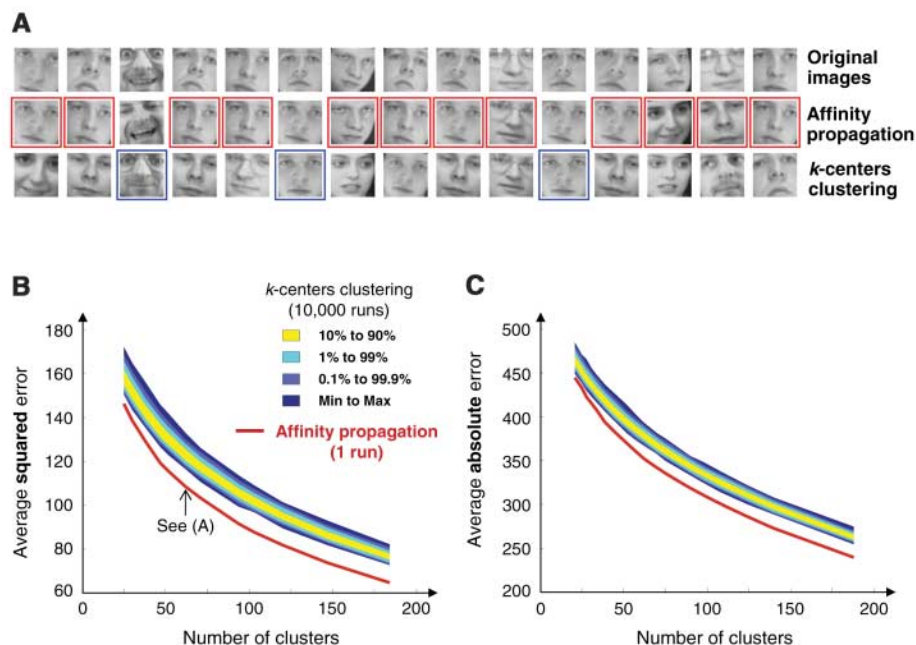 A
Original
images
Affinity
propagation
k-centers
clustering
B
k-centers clustering
(10,000 runs)
10% to 90%
1% to 99%
0.1% to 99.9%
Min to Max
Affinity propagation
(1 run)
Average squared error
180
160
140
120
100
80
60
See (A)
0 50 100 150 200
Number of clusters
C
Average absolute error
500
450
400
350
300
250
200
0 50 100 150 200
Number of clusters